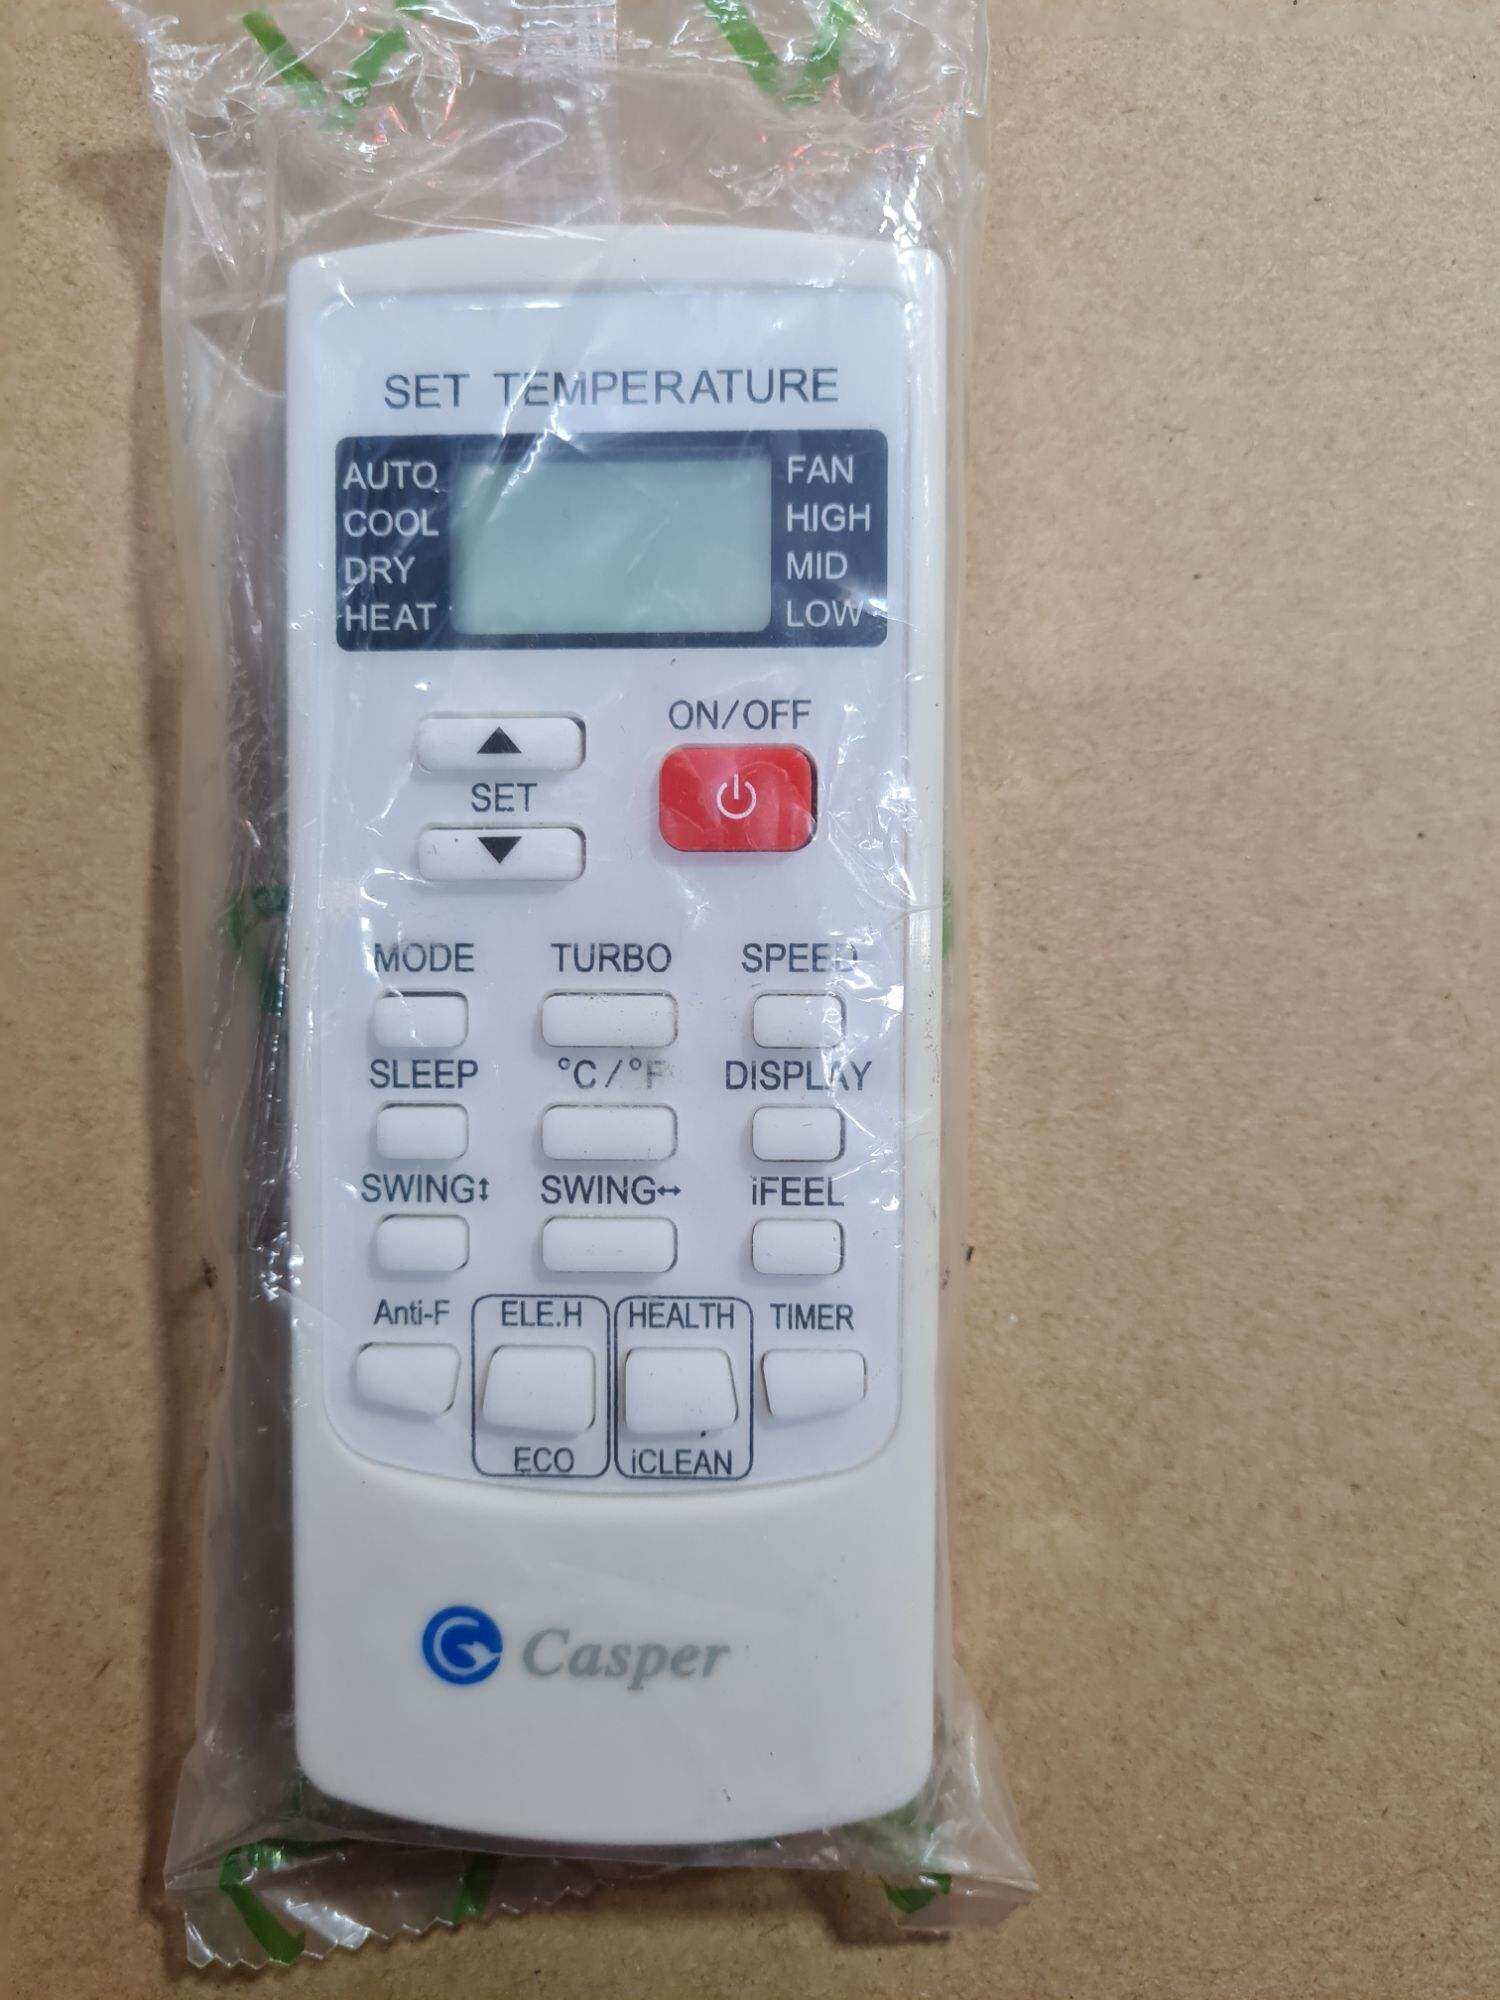 SET TEMPERATURE
AUTO FAN
COOL HIGH
DRY MID
HEAT LOW
ON/OFF
SET
MODE TURBO SPEED
SLEEP °C/°F DISPLAY
SWING↕ SWING↔ iFEEL
Anti-F ELE.H HEALTH TIMER
ECO iCLEAN
Casper